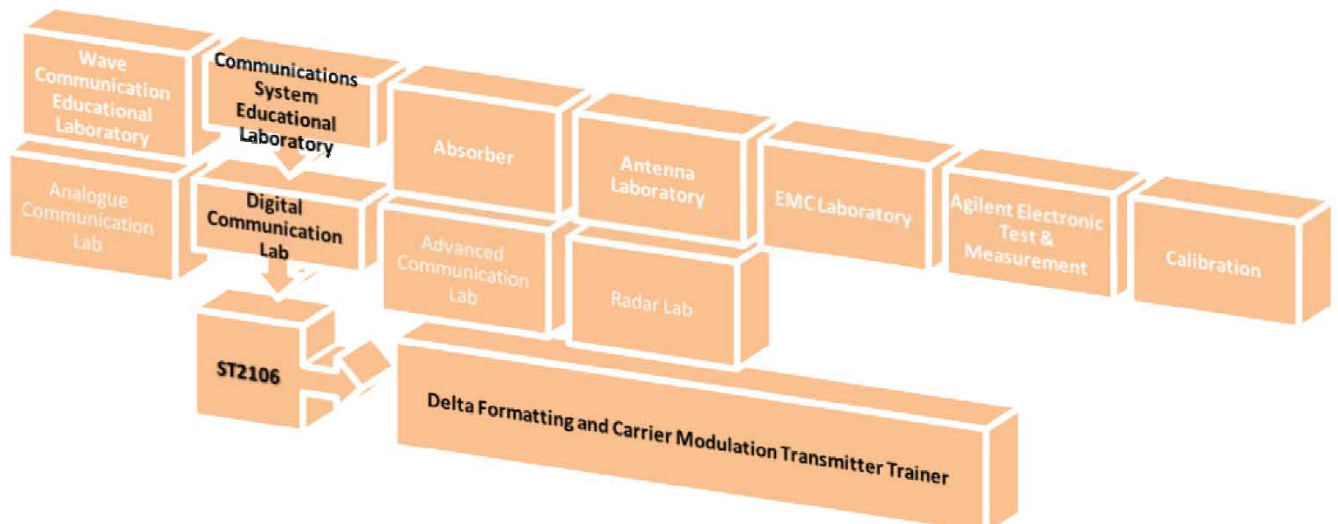 Wave
Communication
Educational
Laboratory
Communications
System
Educational
Laboratory
Absorber
Antenna
Laboratory
EMC Laboratory
Agilent Electronic
Test &
Measurement
Calibration
Analogue
Communication
Lab
Digital
Communication
Lab
Advanced
Communication
Lab
Radar Lab
ST2106
Delta Formatting and Carrier Modulation Transmitter Trainer